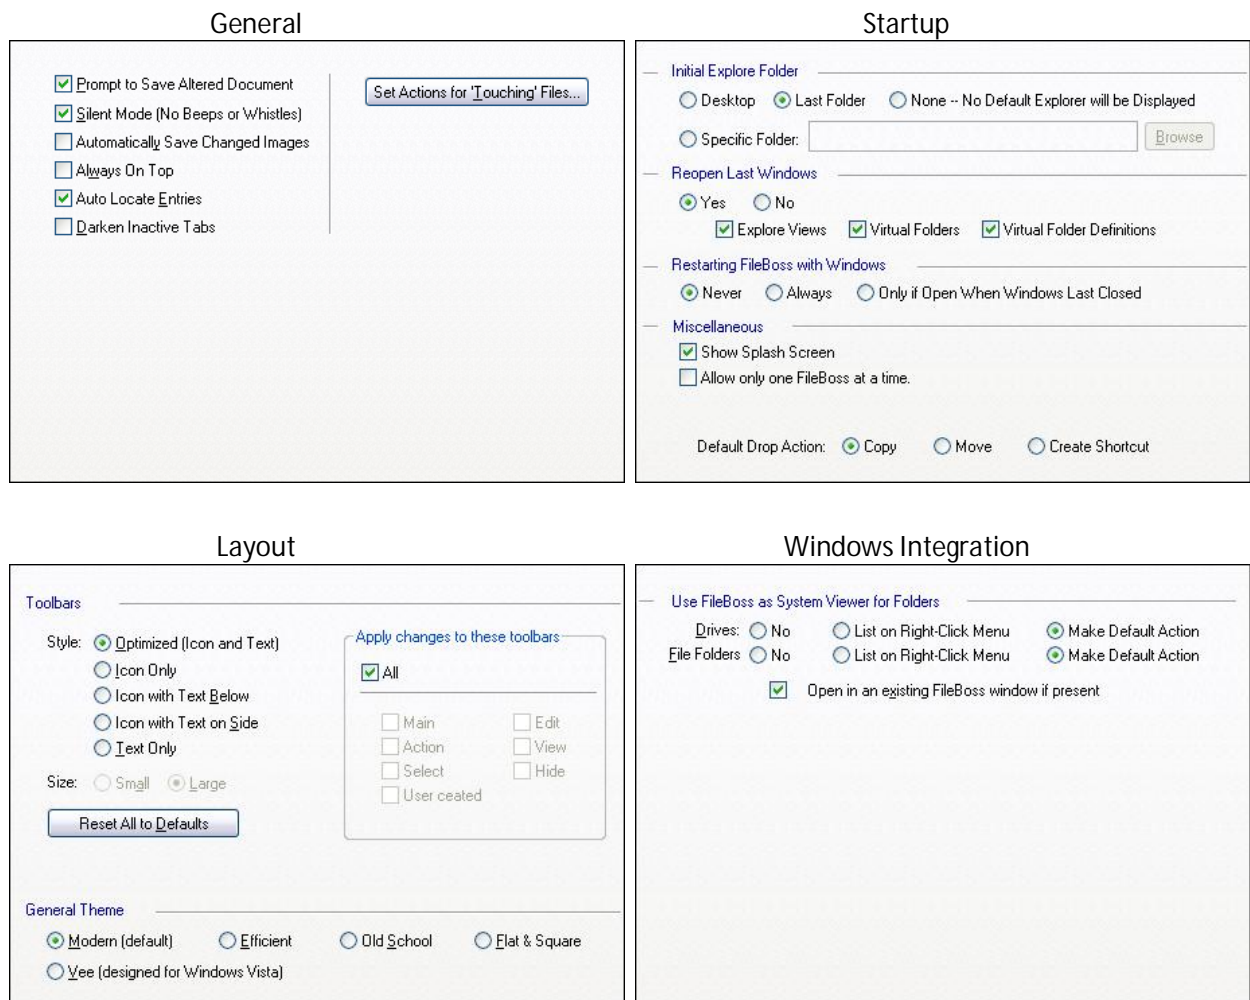 General
Prompt to Save Altered Document
Silent Mode (No Beeps or Whistles)
Automatically Save Changed Images
Always On Top
Auto Locate Entries
Darken Inactive Tabs
Set Actions for 'Touching' Files...
Startup
Initial Explore Folder
Desktop Last Folder None -- No Default Explorer will be Displayed
Specific Folder: Browse
Reopen Last Windows
Yes No
Explore Views Virtual Folders Virtual Folder Definitions
Restarting FileBoss with Windows
Never Always Only if Open When Windows Last Closed
Miscellaneous
Show Splash Screen
Allow only one FileBoss at a time.
Default Drop Action: Copy Move Create Shortcut
Layout
Toolbars
Style: Optimized (Icon and Text)
Icon Only
Icon with Text Below
Icon with Text on Side
Text Only
Size: Small Large
Reset All to Defaults
Apply changes to these toolbars
All
Main Edit
Action View
Select Hide
User ceated
General Theme
Modern (default) Efficient Old School Flat & Square
Vee (designed for Windows Vista)
Windows Integration
Use FileBoss as System Viewer for Folders
Drives: No List on Right-Click Menu Make Default Action
File Folders No List on Right-Click Menu Make Default Action
Open in an existing FileBoss window if present